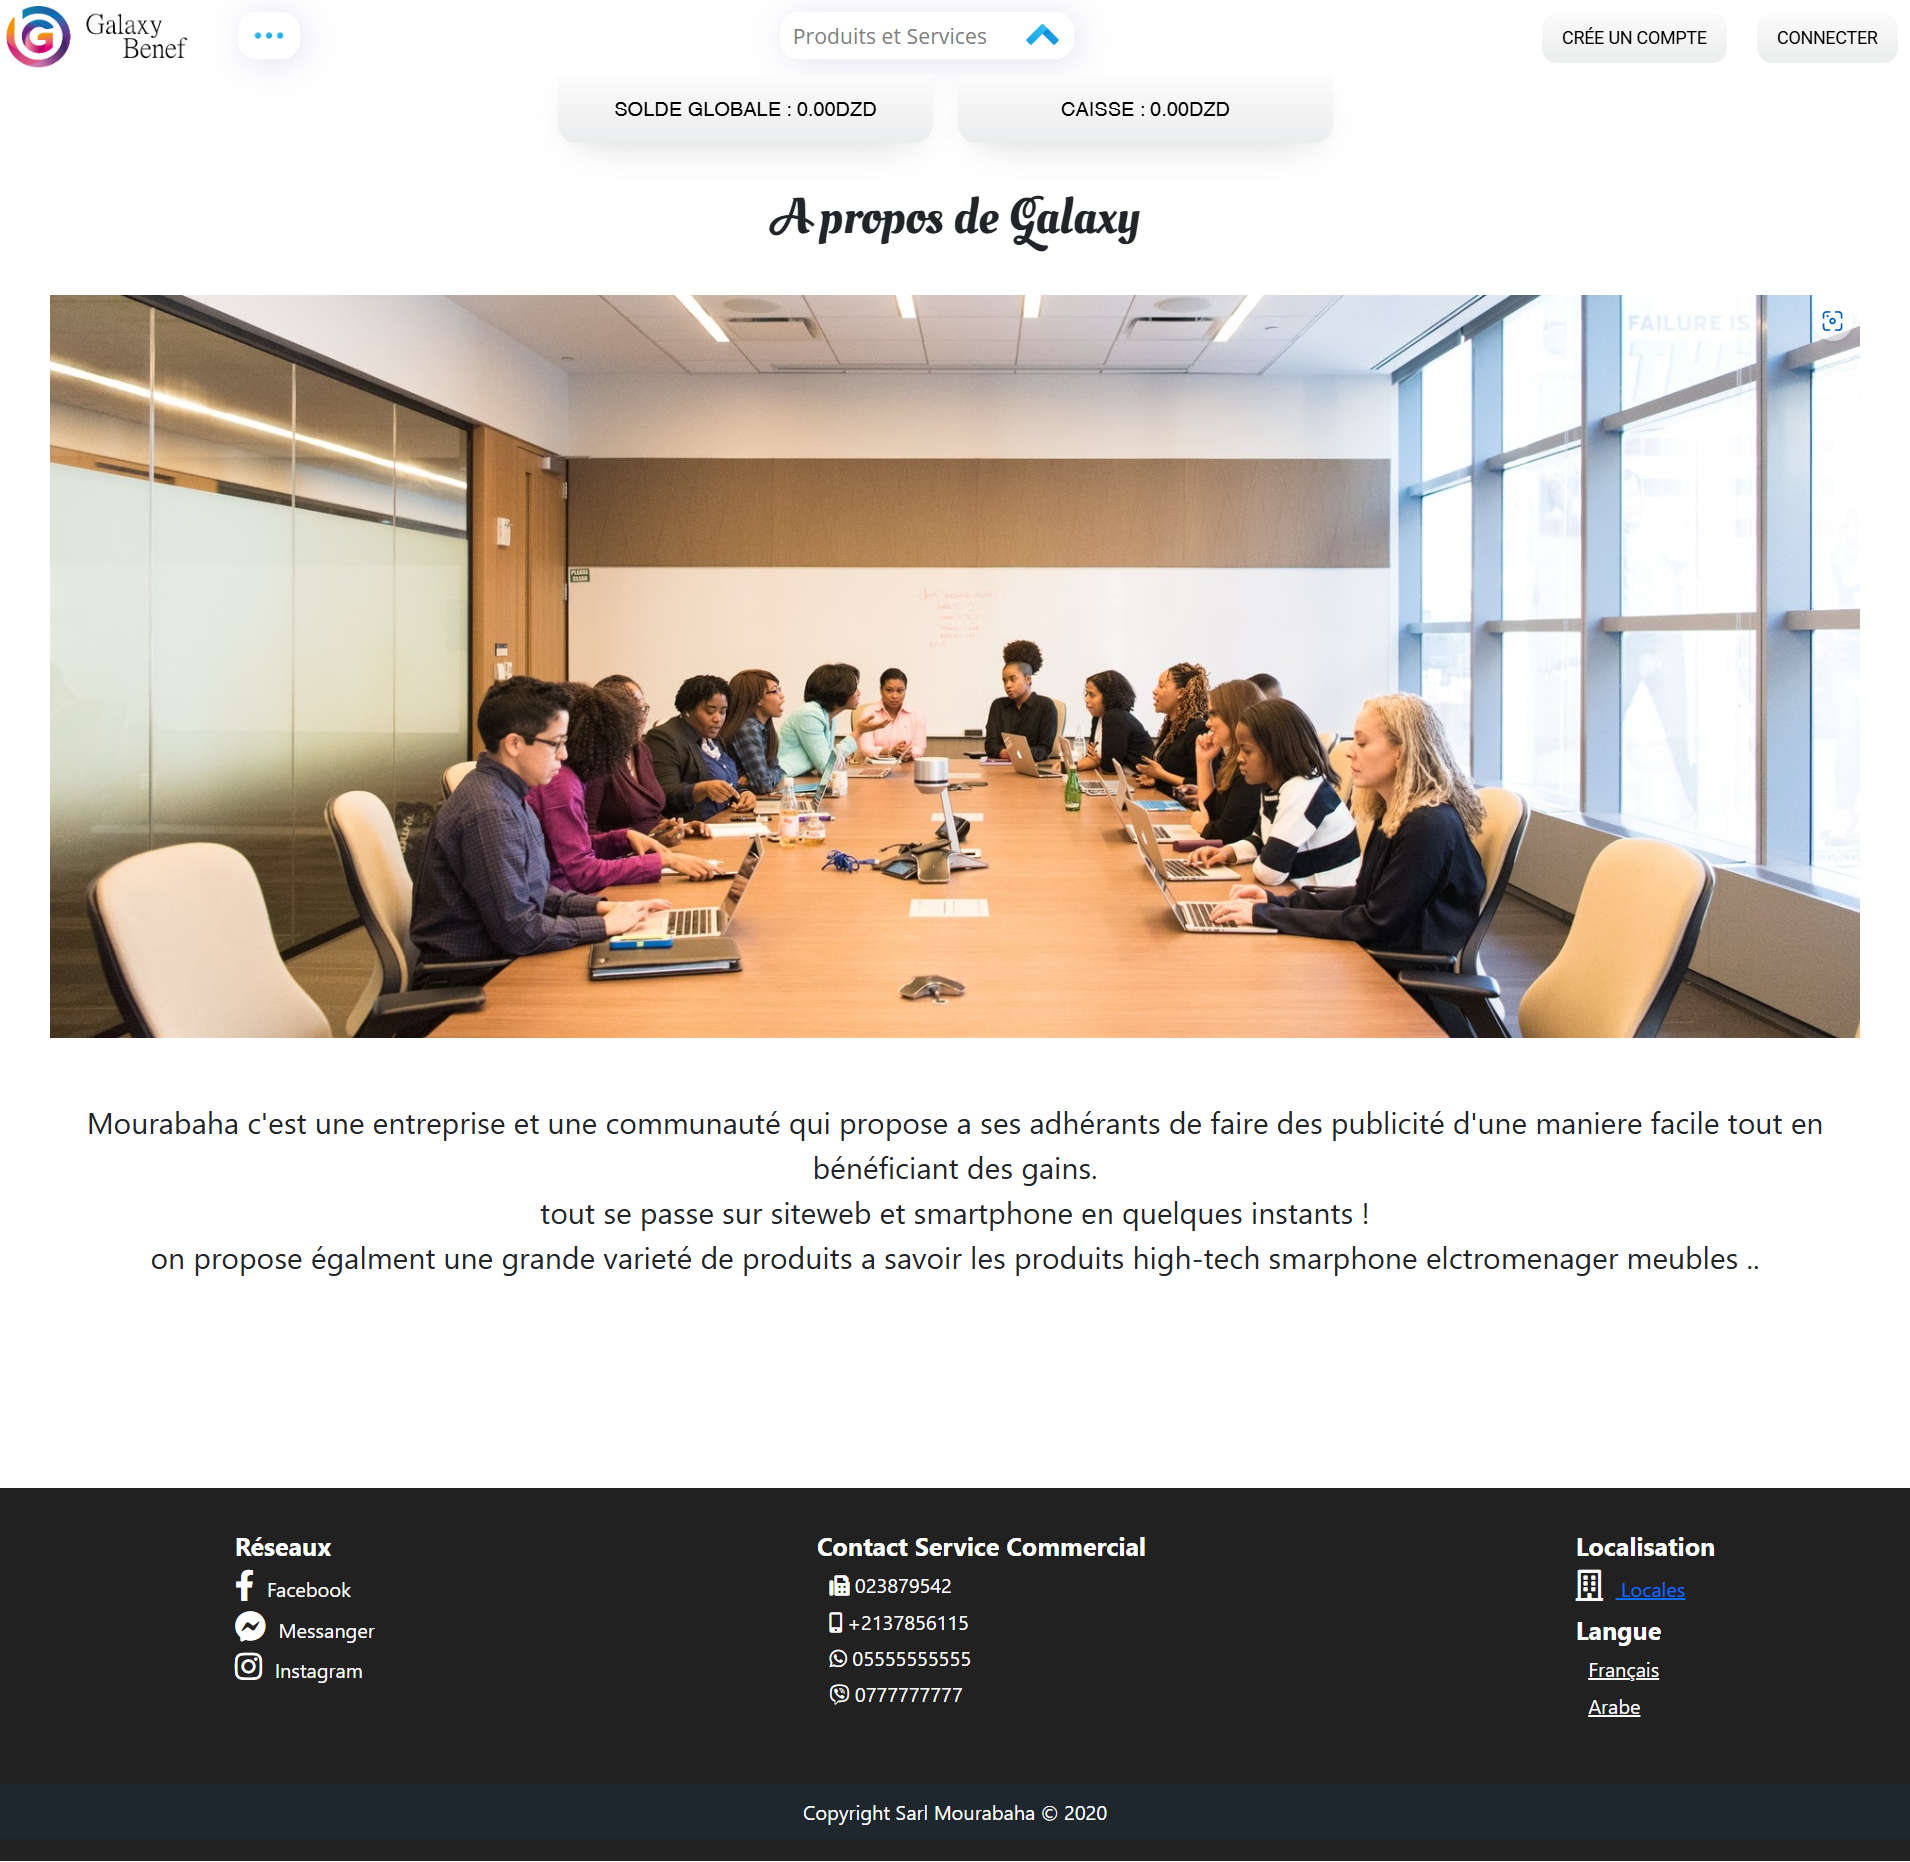 Galaxy
Benef
Produits et Services
CRÉE UN COMPTE
CONNECTER
SOLDE GLOBALE : 0.00DZD
CAISSE : 0.00DZD
A propos de Galaxy
FAILURE IS
PLEASE
CLEAN
Mourabaha c'est une entreprise et une communauté qui propose a ses adhérants de faire des publicité d'une maniere facile tout en
bénéficiant des gains.
tout se passe sur siteweb et smartphone en quelques instants !
on propose égalment une grande varieté de produits a savoir les produits high-tech smarphone elctromenager meubles ..
Réseaux
Facebook
Messanger
Instagram
Contact Service Commercial
023879542
+2137856115
05555555555
0777777777
Localisation
Locales
Langue
Français
Arabe
Copyright Sarl Mourabaha © 2020